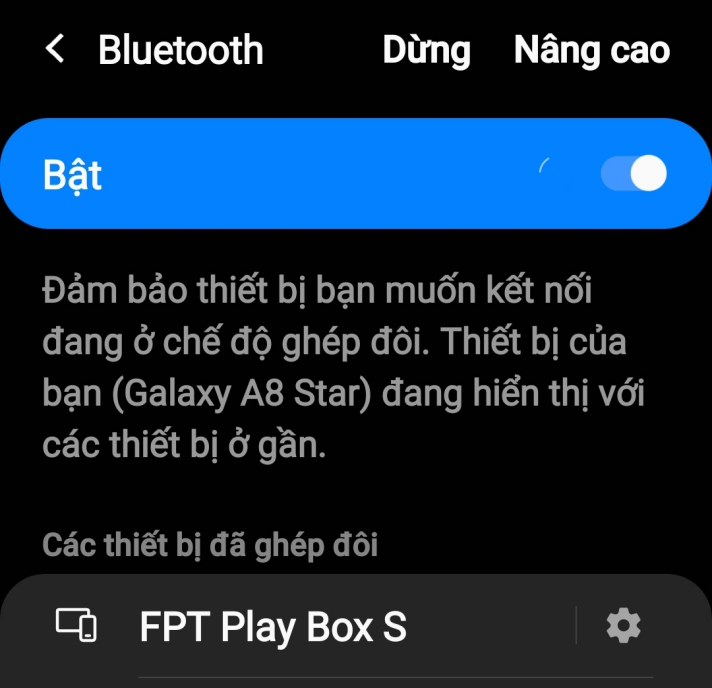 Bluetooth Dừng Nâng cao
Bật
Đảm bảo thiết bị bạn muốn kết nối
đang ở chế độ ghép đôi. Thiết bị của
bạn (Galaxy A8 Star) đang hiển thị với
các thiết bị ở gần.
Các thiết bị đã ghép đôi
FPT Play Box S